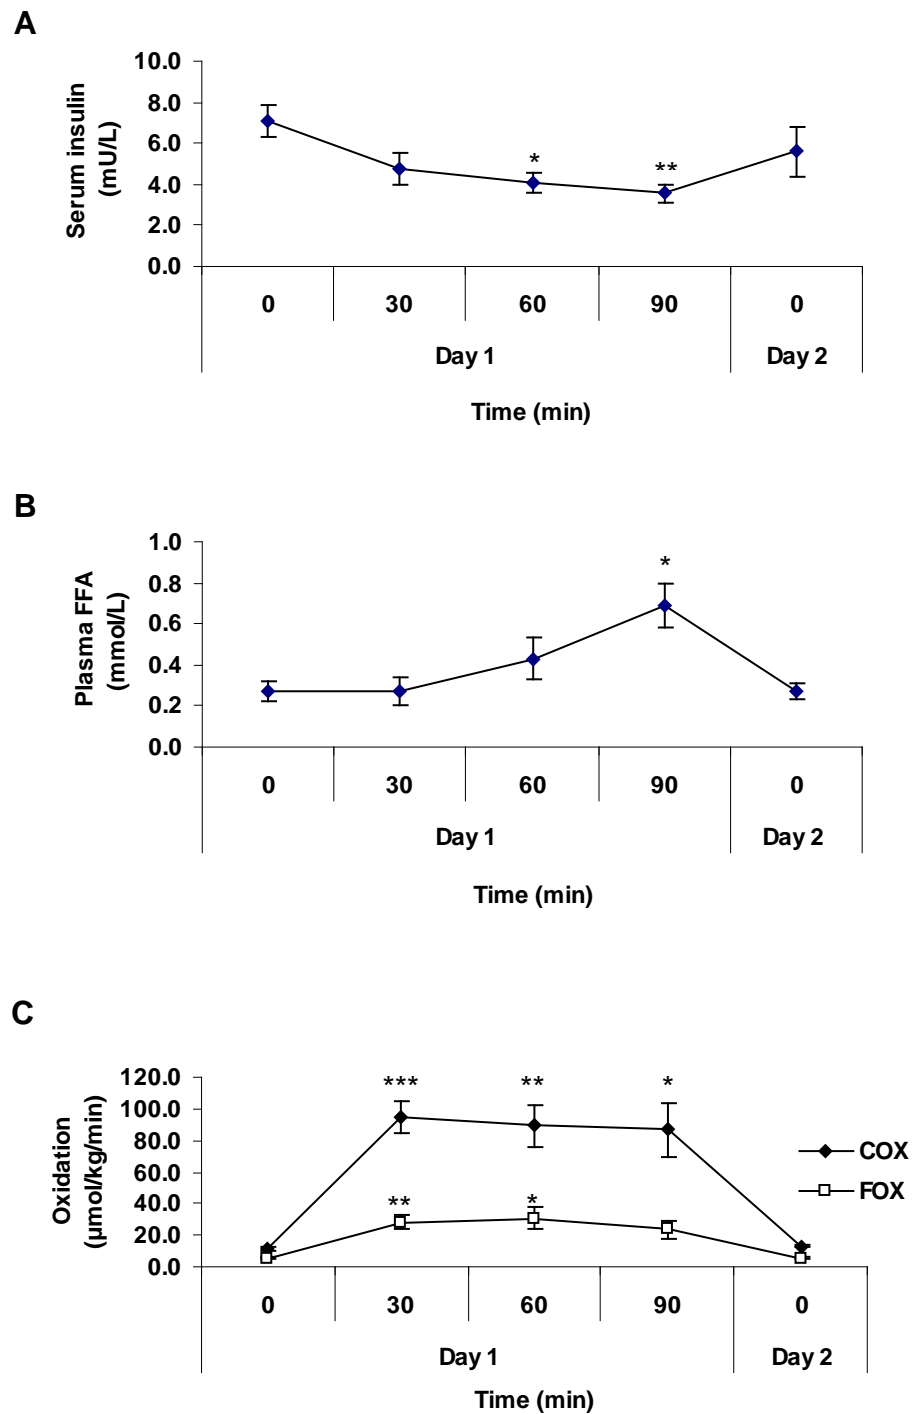 A
Serum insulin
(mU/L)
10.0
8.0
6.0
4.0
2.0
0.0
*
**
0 30 60 90 0
Day 1 Day 2
Time (min)
B
Plasma FFA
(mmol/L)
1.0
0.8
0.6
0.4
0.2
0.0
*
0 30 60 90 0
Day 1 Day 2
Time (min)
C
Oxidation
(µmol/kg/min)
120.0
100.0
80.0
60.0
40.0
20.0
0.0
*** ** *
** *
COX
FOX
0 30 60 90 0
Day 1 Day 2
Time (min)